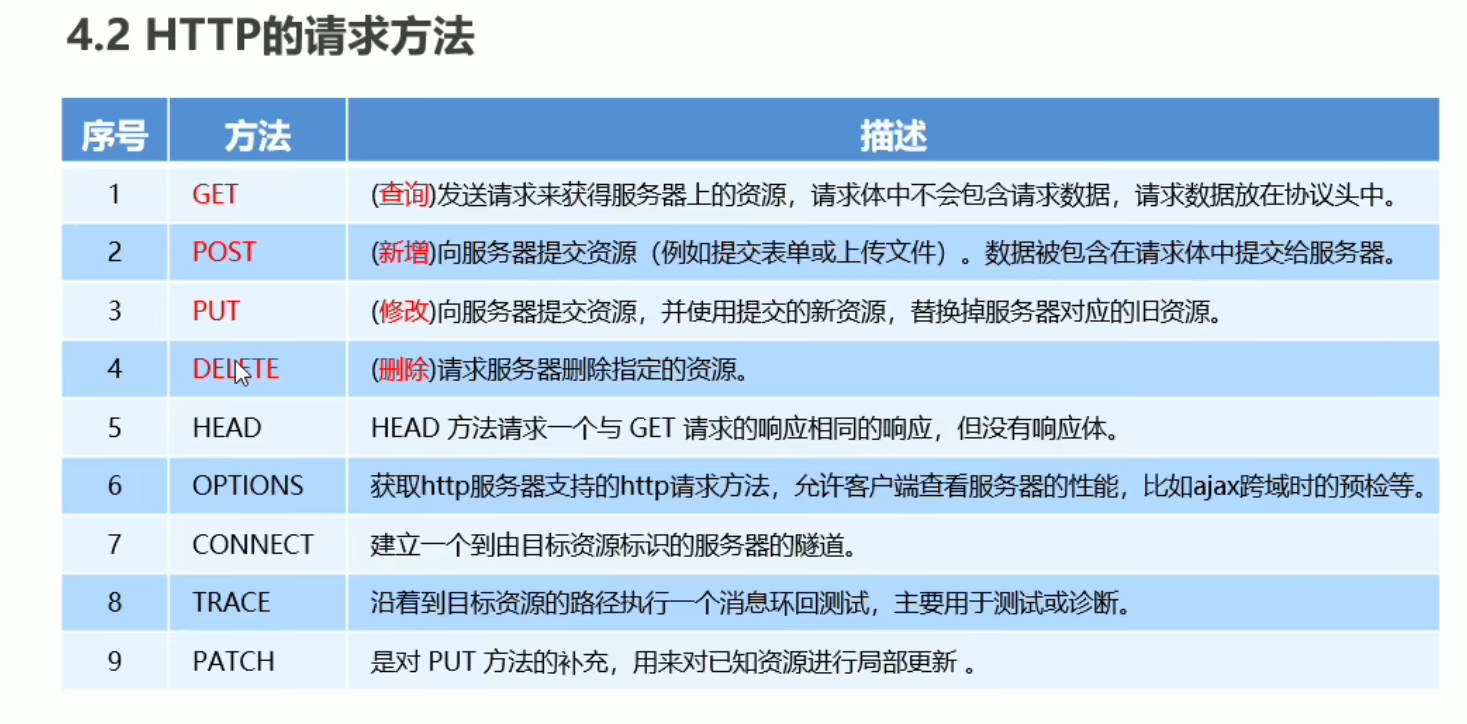 4.2 HTTP的请求方法
序号 方法 描述
1 GET (查询)发送请求来获得服务器上的资源，请求体中不会包含请求数据，请求数据放在协议头中。
2 POST (新增)向服务器提交资源（例如提交表单或上传文件）。数据被包含在请求体中提交给服务器。
3 PUT (修改)向服务器提交资源，并使用提交的新资源，替换掉服务器对应的旧资源。
4 DELETE (删除)请求服务器删除指定的资源。
5 HEAD HEAD 方法请求一个与 GET 请求的响应相同的响应，但没有响应体。
6 OPTIONS 获取http服务器支持的http请求方法，允许客户端查看服务器的性能，比如ajax跨域时的预检等。
7 CONNECT 建立一个到由目标资源标识的服务器的隧道。
8 TRACE 沿着到目标资源的路径执行一个消息环回测试，主要用于测试或诊断。
9 PATCH 是对 PUT 方法的补充，用来对已知资源进行局部更新 。